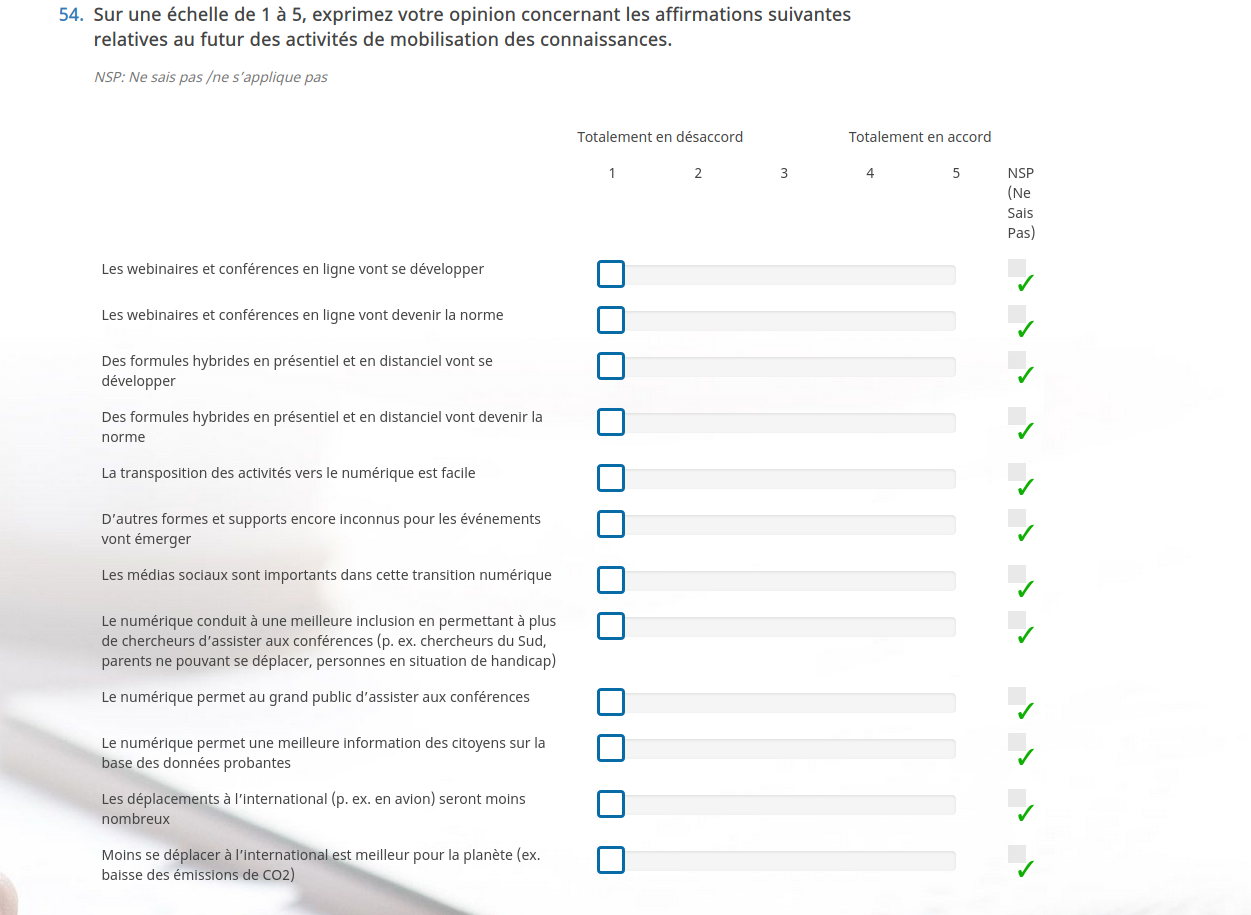 54. Sur une échelle de 1 à 5, exprimez votre opinion concernant les affirmations suivantes
relatives au futur des activités de mobilisation des connaissances.
NSP: Ne sais pas /ne s’applique pas
Totalement en désaccord Totalement en accord
1 2 3 4 5 NSP
(Ne
Sais
Pas)
Les webinaires et conférences en ligne vont se développer
Les webinaires et conférences en ligne vont devenir la norme
Des formules hybrides en présentiel et en distanciel vont se
développer
Des formules hybrides en présentiel et en distanciel vont devenir la
norme
La transposition des activités vers le numérique est facile
D’autres formes et supports encore inconnus pour les événements
vont émerger
Les médias sociaux sont importants dans cette transition numérique
Le numérique conduit à une meilleure inclusion en permettant à plus
de chercheurs d’assister aux conférences (p. ex. chercheurs du Sud,
parents ne pouvant se déplacer, personnes en situation de handicap)
Le numérique permet au grand public d’assister aux conférences
Le numérique permet une meilleure information des citoyens sur la
base des données probantes
Les déplacements à l’international (p. ex. en avion) seront moins
nombreux
Moins se déplacer à l’international est meilleur pour la planète (ex.
baisse des émissions de CO2)